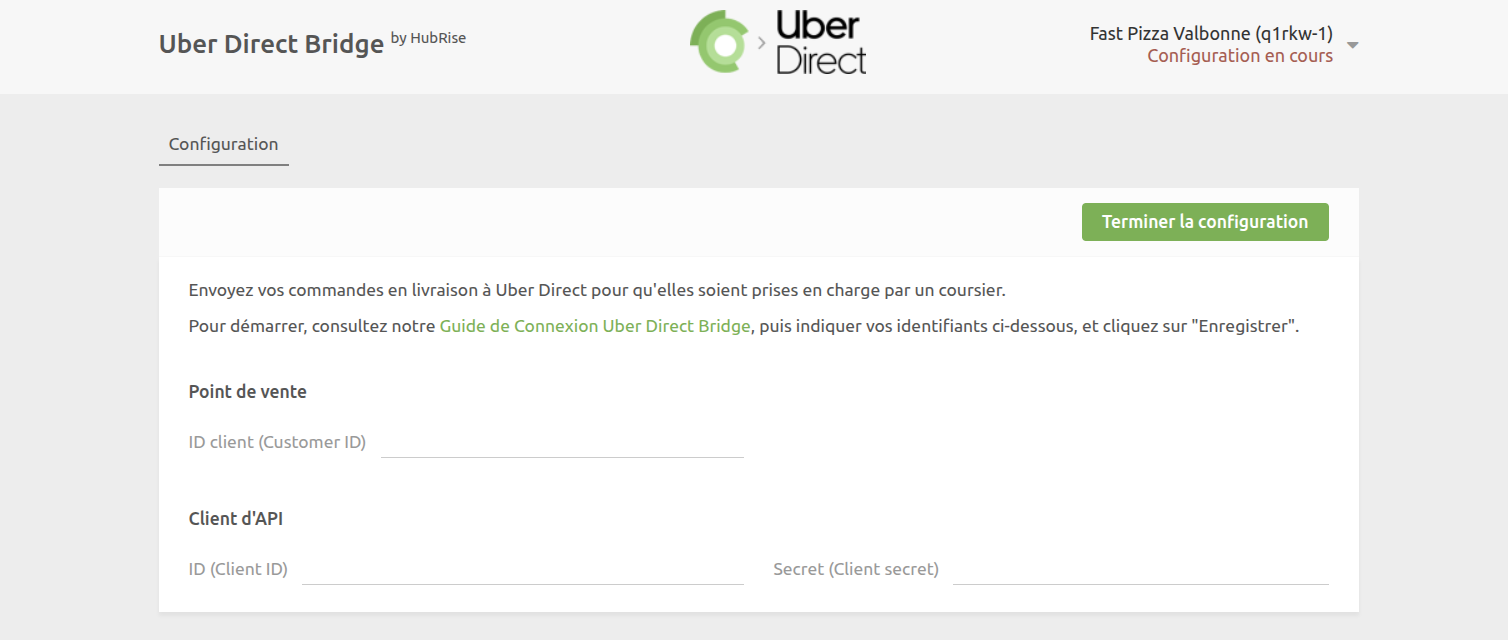 Uber Direct Bridge by HubRise
Uber
Direct
Fast Pizza Valbonne (q1rkw-1)
Configuration en cours
Configuration
Terminer la configuration
Envoyez vos commandes en livraison à Uber Direct pour qu'elles soient prises en charge par un coursier.
Pour démarrer, consultez notre Guide de Connexion Uber Direct Bridge, puis indiquer vos identifiants ci-dessous, et cliquez sur "Enregistrer".
Point de vente
ID client (Customer ID)
Client d'API
ID (Client ID)
Secret (Client secret)